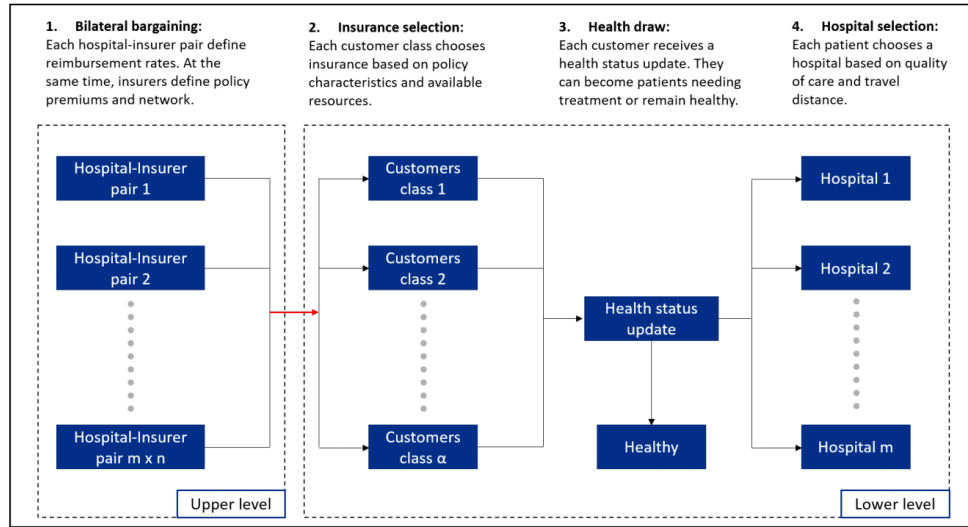 1. Bilateral bargaining:
Each hospital-insurer pair define
reimbursement rates. At the
same time, insurers define policy
premiums and network.
2. Insurance selection:
Each customer class chooses
insurance based on policy
characteristics and available
resources.
3. Health draw:
Each customer receives a
health status update. They
can become patients needing
treatment or remain healthy.
4. Hospital selection:
Each patient chooses a
hospital based on quality
of care and travel
distance.
Hospital-Insurer
pair 1
Hospital-Insurer
pair 2
Hospital-Insurer
pair m x n
Upper level
Customers
class 1
Customers
class 2
Customers
class α
Health status
update
Healthy
Hospital 1
Hospital 2
Hospital m
Lower level